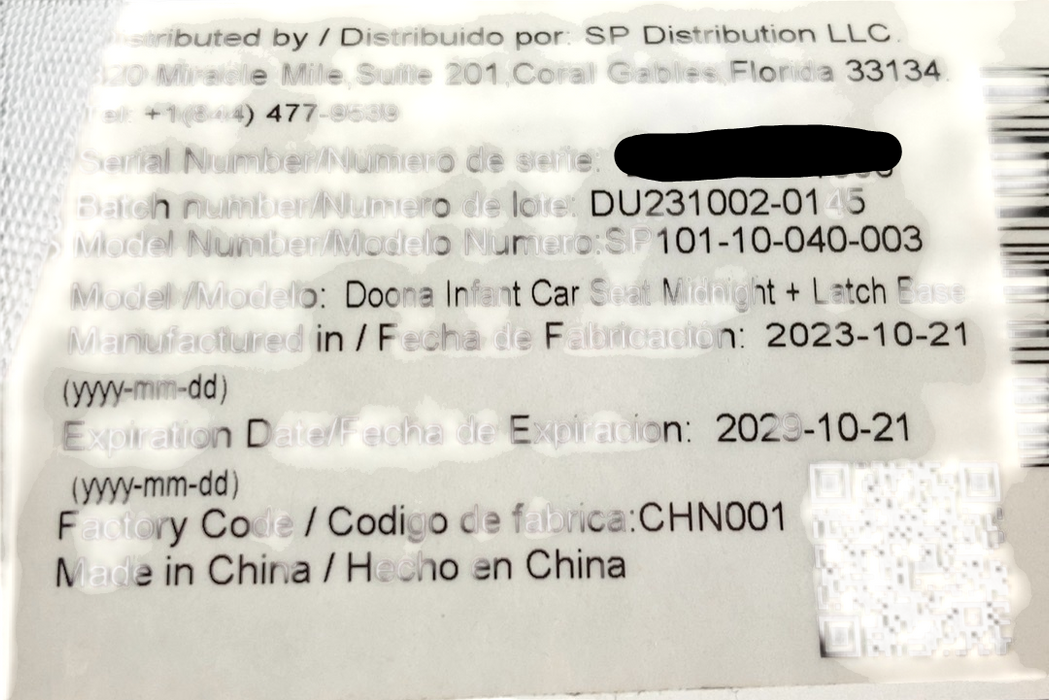 Distributed by / Distribuido por: SP Distribution LLC.
Miracle Mile, Suite 201, Coral Gables, Florida 33134.
Tel: 477-
Serial Number/Número de serie:
Batch number/Numero de lote: DU231002-0145
Model Number/Modelo Numero:SP101-10-040-003
Model /Modelo: Doona Infant Car Seat Midnight + Latch Base
Manufactured in / Fecha de Fabricacion: 2023-10-21
(yyyy-mm-dd)
Expiration Date/Fecha de Expiracion: 2029-10-21
(yyyy-mm-dd)
Factory Code / Codigo de fabrica:CHN001
Made in China / Hecho en China